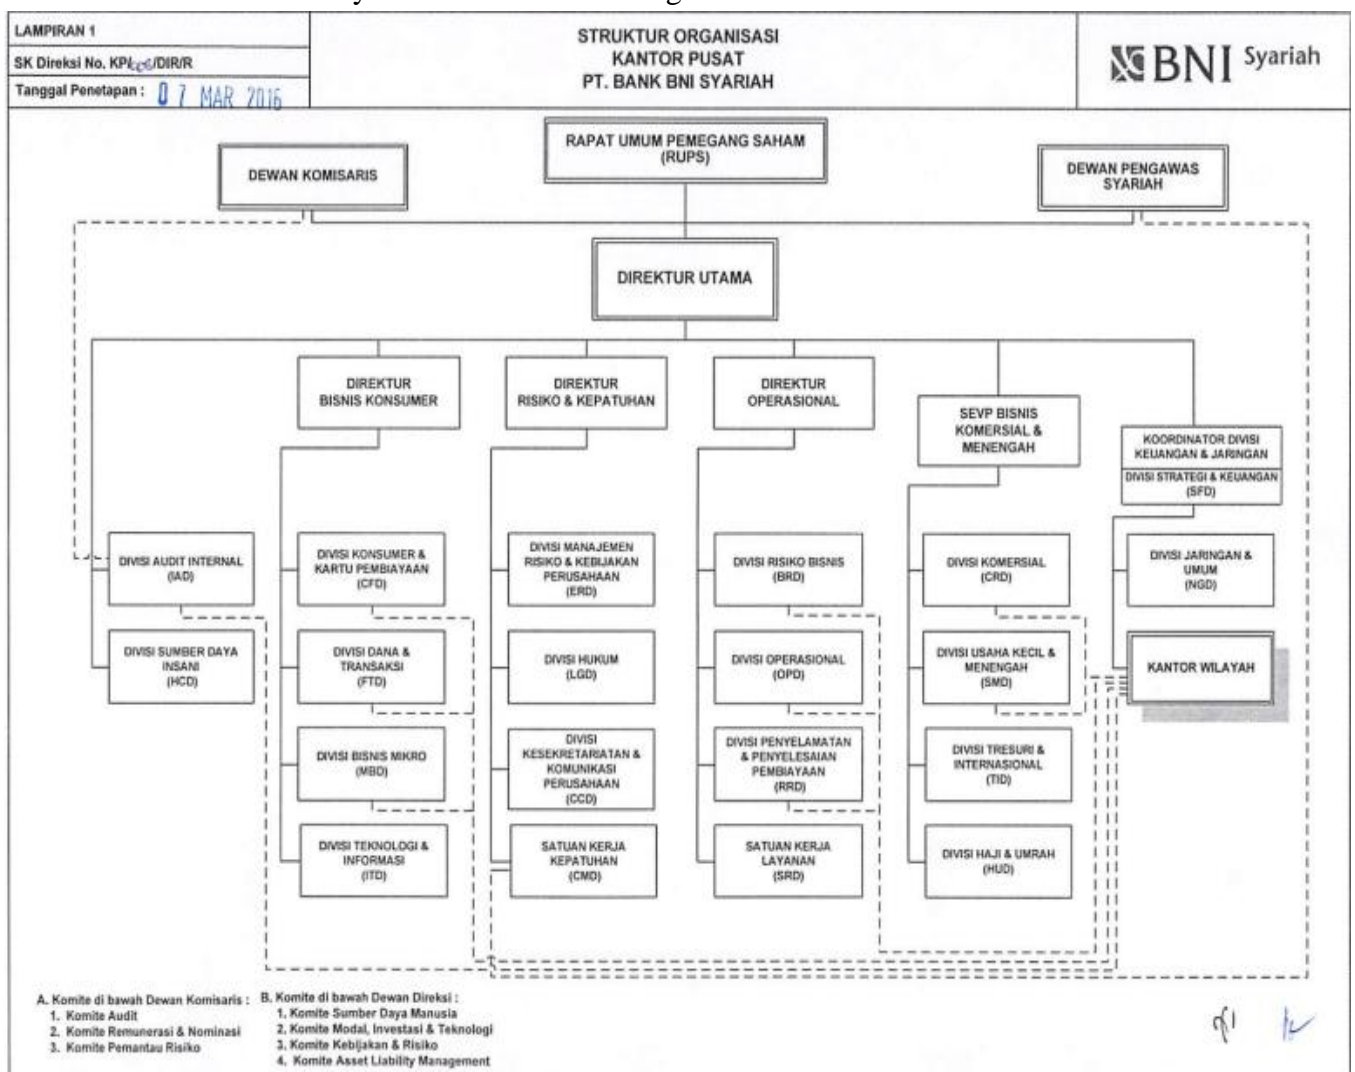 LAMPIRAN 1
SK Direksi No. KP/ /DIR/R
Tanggal Penetapan : 07 MAR 2016
STRUKTUR ORGANISASI
KANTOR PUSAT
PT. BANK BNI SYARIAH
BNI Syariah
RAPAT UMUM PEMEGANG SAHAM
(RUPS)
DEWAN KOMISARIS
DEWAN PENGAWAS
SYARIAH
DIREKTUR UTAMA
DIREKTUR
BISNIS KONSUMER
DIREKTUR
RISIKO & KEPATUHAN
DIREKTUR
OPERASIONAL
SEVP BISNIS
KOMERSIAL &
MENENGAH
KOORDINATOR DIVISI
KEUANGAN & JARINGAN
DIVISI STRATEGI & KEUANGAN
(SFD)
DIVISI AUDIT INTERNAL
(IAD)
DIVISI KONSUMER &
KARTU PEMBIAYAAN
(CFD)
DIVISI MANAJEMEN
RISIKO & KEBIJAKAN
PERUSAHAAN
(ERD)
DIVISI RISIKO BISNIS
(BRD)
DIVISI KOMERSIAL
(CRD)
DIVISI JARINGAN &
UMUM
(NGD)
DIVISI SUMBER DAYA
INSANI
(HCD)
DIVISI DANA &
TRANSAKSI
(FTD)
DIVISI HUKUM
(LGD)
DIVISI OPERASIONAL
(OPD)
DIVISI USAHA KECIL &
MENENGAH
(SMD)
KANTOR WILAYAH
DIVISI BISNIS MIKRO
(MBD)
DIVISI
KESEKRETARIATAN &
KOMUNIKASI
PERUSAHAAN
(CCD)
DIVISI PENYELAMATAN
& PENYELESAIAN
PEMBIAYAAN
(RRD)
DIVISI TRESURI &
INTERNASIONAL
(TID)
DIVISI TEKNOLOGI &
INFORMASI
(ITD)
SATUAN KERJA
KEPATUHAN
(CMD)
SATUAN KERJA
LAYANAN
(SRD)
DIVISI HAJI & UMRAH
(HUD)
A. Komite di bawah Dewan Komisaris :
1. Komite Audit
2. Komite Remunerasi & Nominasi
3. Komite Pemantau Risiko
B. Komite di bawah Dewan Direksi :
1. Komite Sumber Daya Manusia
2. Komite Modal, Investasi & Teknologi
3. Komite Kebijakan & Risiko
4. Komite Asset Liability Management